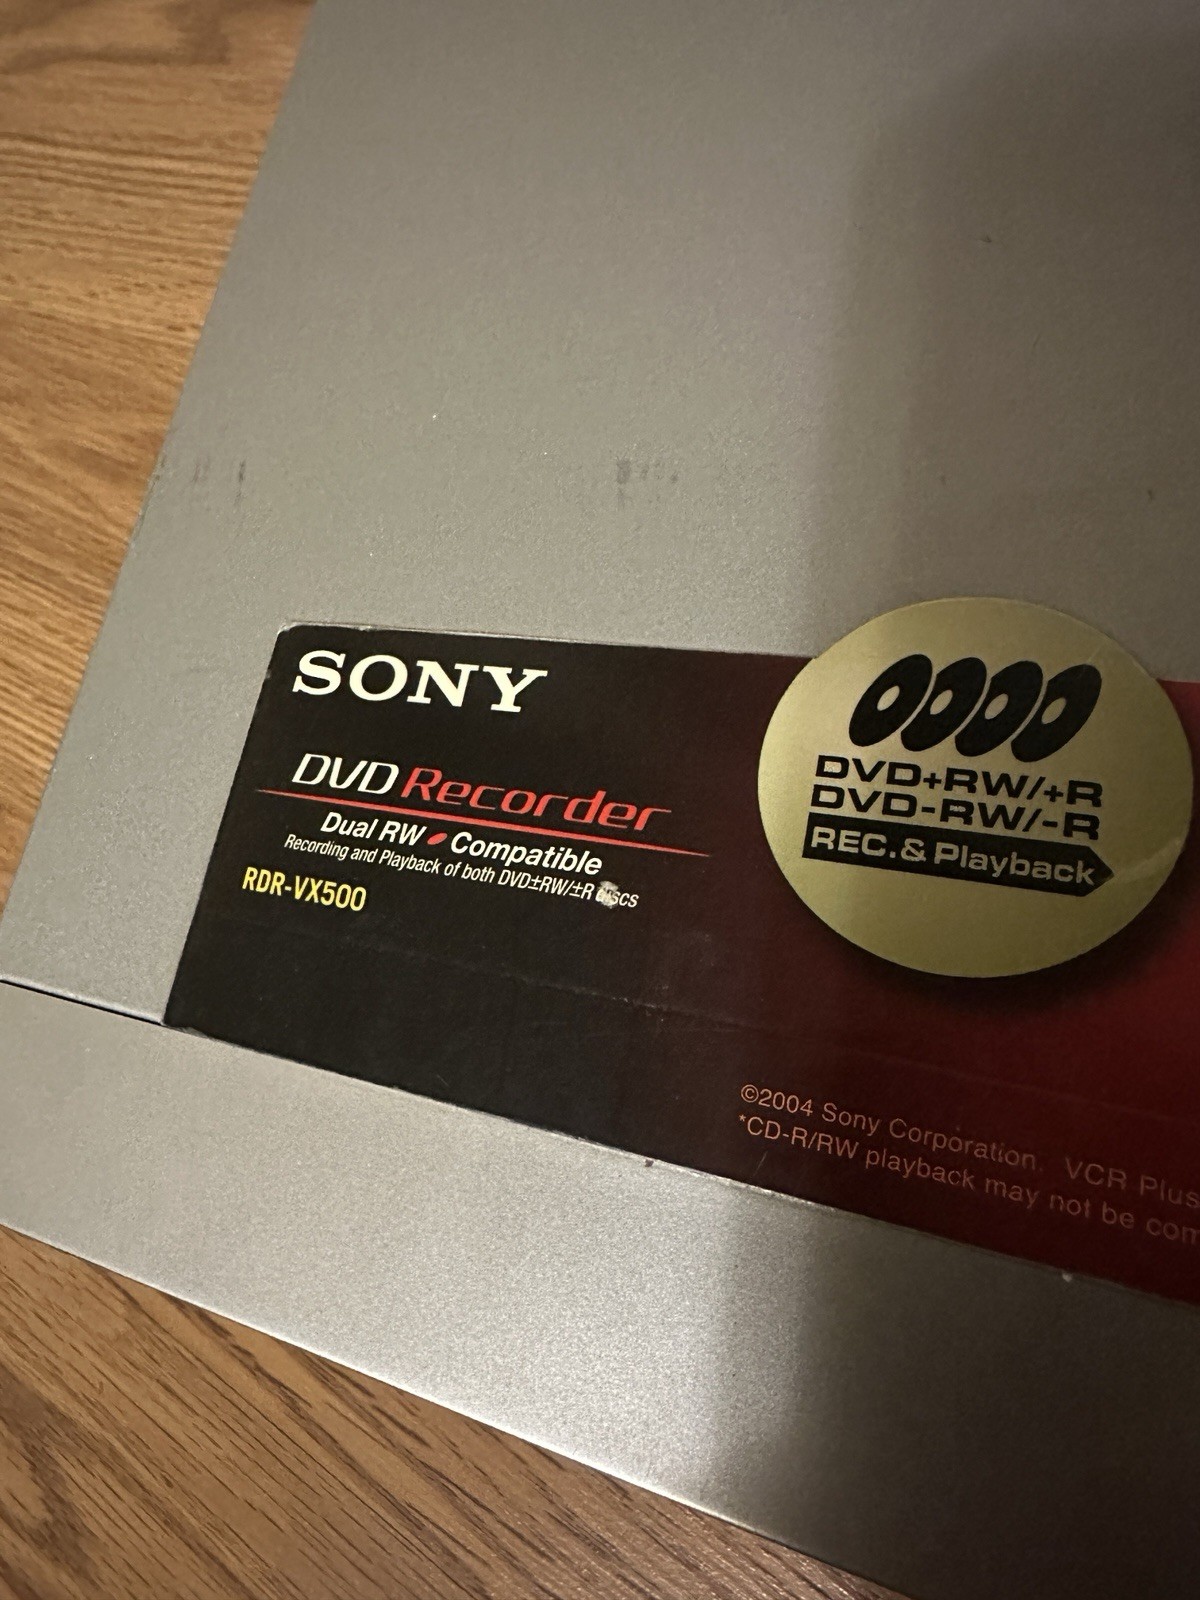 SONY
DVD Recorder
Dual RW Compatible
Recording and Playback of both DVD±RW/±R discs
RDR-VX500
DVD+RW/+R
DVD-RW/-R
REC.& Playback
©2004 Sony Corporation. VCR Plus
*CD-R/RW playback may not be com